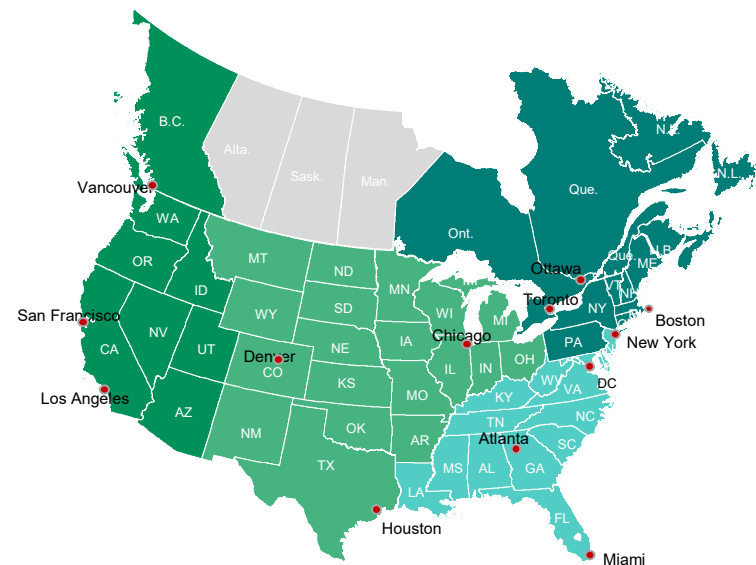 B.C.
Alta.
Sask.
Man.
Ont.
Que.
N.L.
Vancouver
WA
MT
ND
MN
Ottawa
Que.
N.B.
ME
OR
ID
SD
WI
MI
MI
Toronto
VT
NH
NY
San Francisco
WY
Boston
NV
UT
Denver
NE
IA
Chicago
PA
New York
CA
CO
KS
IL
IN
OH
WV
DC
Los Angeles
MO
KY
VA
AZ
NM
OK
AR
TN
NC
Atlanta
SC
TX
MS
AL
GA
LA
FL
Houston
Miami